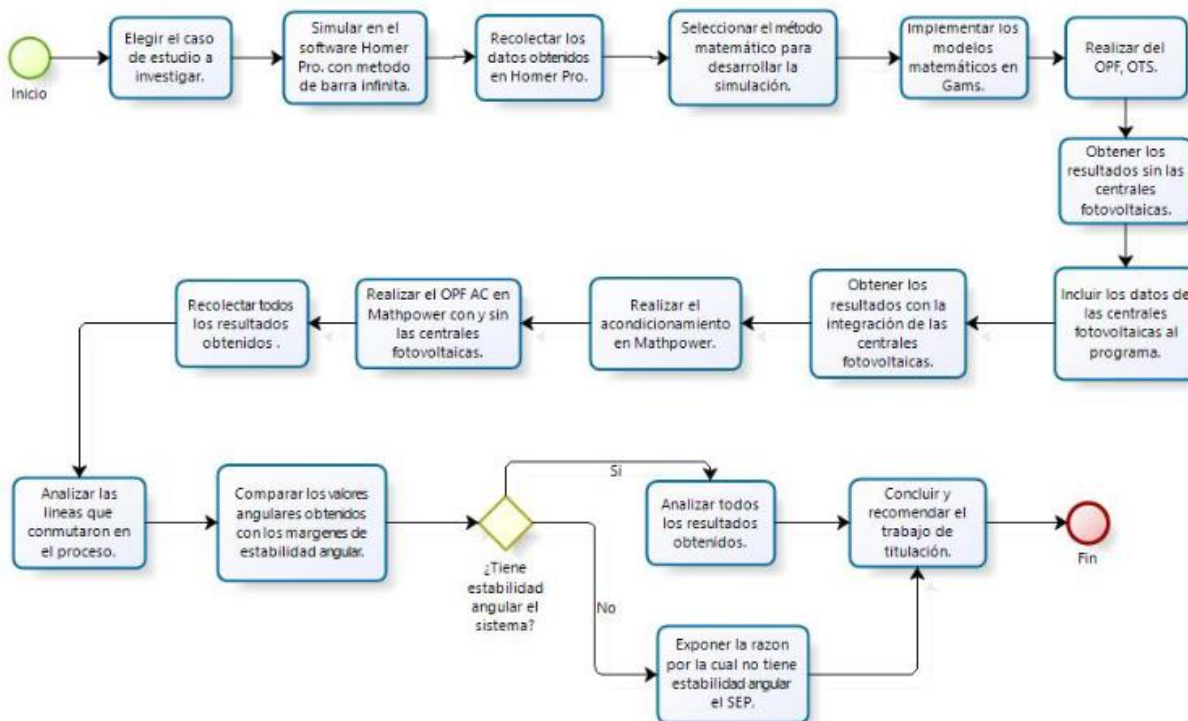 Inicio
Elegir el caso
de estudio a
investigar.
Simular en el
software Homer
Pro. con metodo
de barra infinita.
Recolectar los
datos obtenidos
en Homer Pro.
Seleccionar el método
matemático para
desarrollar la
simulación.
Implementar los
modelos
matemáticos en
Gams.
Realizar del
OPF, OTS.
Obtener los
resultados sin las
centrales
fotovoltaicas.
Incluir los datos de
las centrales
fotovoltaicas al
programa.
Obtener los
resultados con la
integración de las
centrales
fotovoltaicas.
Realizar el
acondicionamiento
en Mathpower.
Realizar el OPF AC en
Mathpower con y sin
las centrales
fotovoltaicas.
Recolectar todos
los resultados
obtenidos .
Analizar las
lineas que
conmutaron en
el proceso.
Comparar los valores
angulares obtenidos
con los margenes de
estabilidad angular.
¿Tiene
estabilidad
angular el
sistema?
Si
Analizar todos
los resultados
obtenidos.
No
Exponer la razon
por la cual no tiene
estabilidad angular
el SEP.
Concluir y
recomendar el
trabajo de
titulación.
Fin